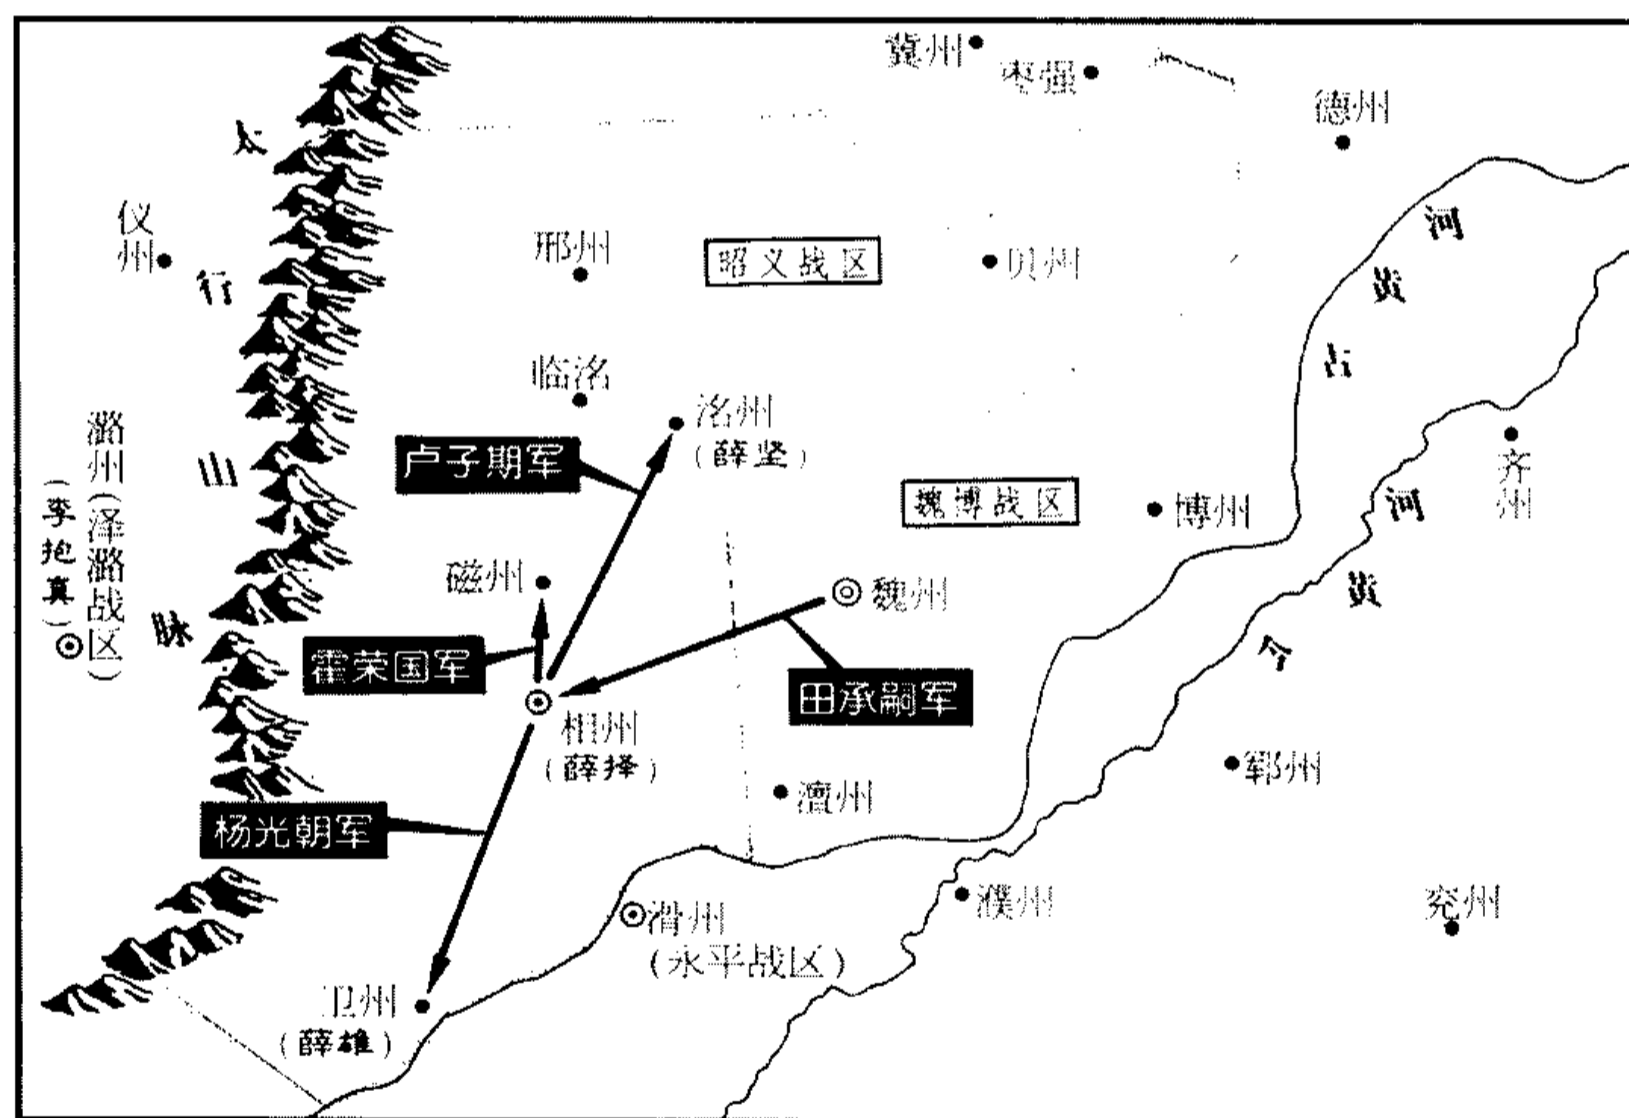 冀州
枣强
德州
太行山脉
仪州
邢州
昭义战区
贝州
古黄河
临洺
洺州
(薛坚)
卢子期军
潞州(泽潞战区)
(李抱真)
魏博战区
博州
齐州
今黄河
磁州
魏州
霍荣国军
田承嗣军
相州
(薛择)
澶州
郓州
杨光朝军
滑州
(永平战区)
濮州
兖州
卫州
(薛雄)